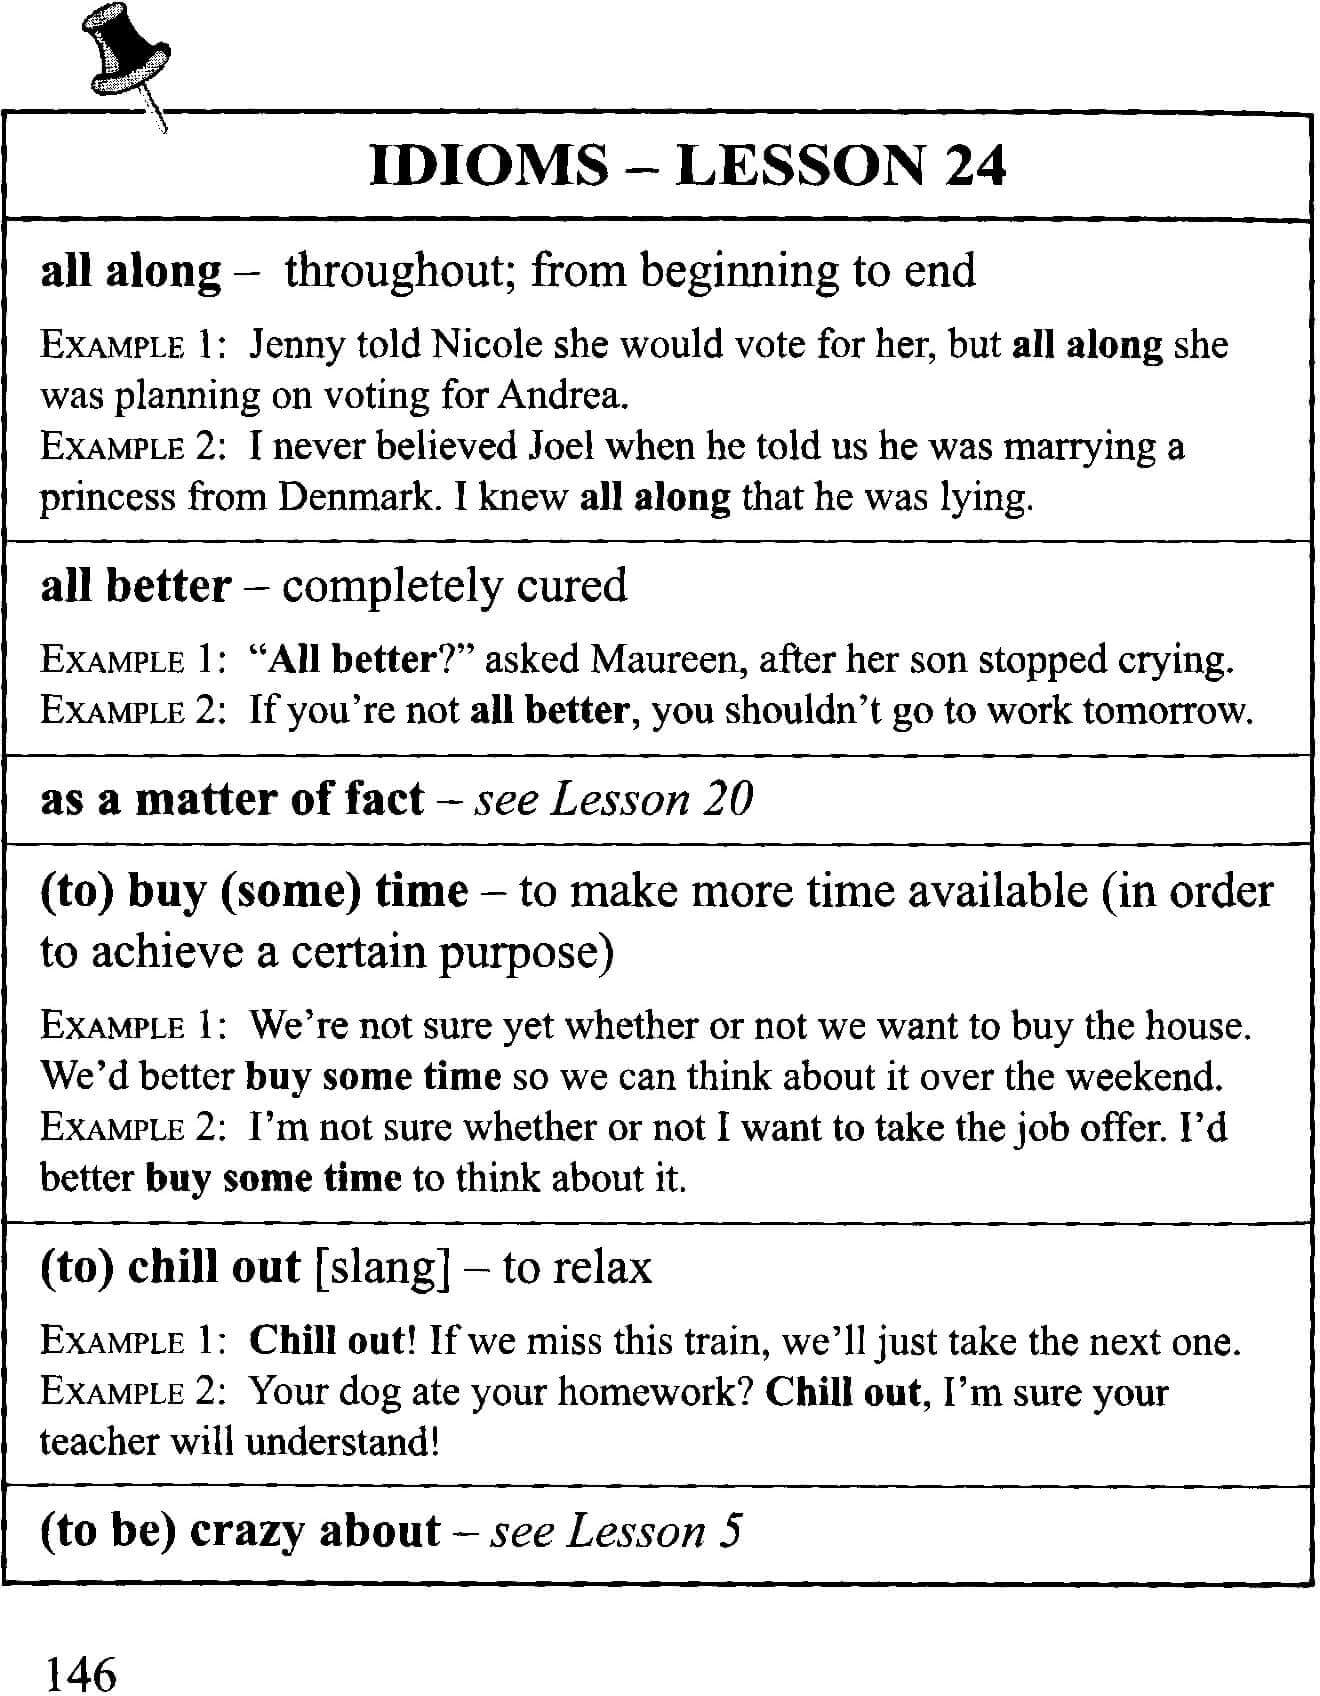 IDIOMS – LESSON 24
all along – throughout; from beginning to end
EXAMPLE 1: Jenny told Nicole she would vote for her, but all along she
was planning on voting for Andrea.
EXAMPLE 2: I never believed Joel when he told us he was marrying a
princess from Denmark. I knew all along that he was lying.
all better – completely cured
EXAMPLE 1: “All better?” asked Maureen, after her son stopped crying.
EXAMPLE 2: If you’re not all better, you shouldn’t go to work tomorrow.
as a matter of fact – see Lesson 20
(to) buy (some) time – to make more time available (in order
to achieve a certain purpose)
EXAMPLE 1: We’re not sure yet whether or not we want to buy the house.
We’d better buy some time so we can think about it over the weekend.
EXAMPLE 2: I’m not sure whether or not I want to take the job offer. I’d
better buy some time to think about it.
(to) chill out [slang] – to relax
EXAMPLE 1: Chill out! If we miss this train, we’ll just take the next one.
EXAMPLE 2: Your dog ate your homework? Chill out, I’m sure your
teacher will understand!
(to be) crazy about – see Lesson 5
146